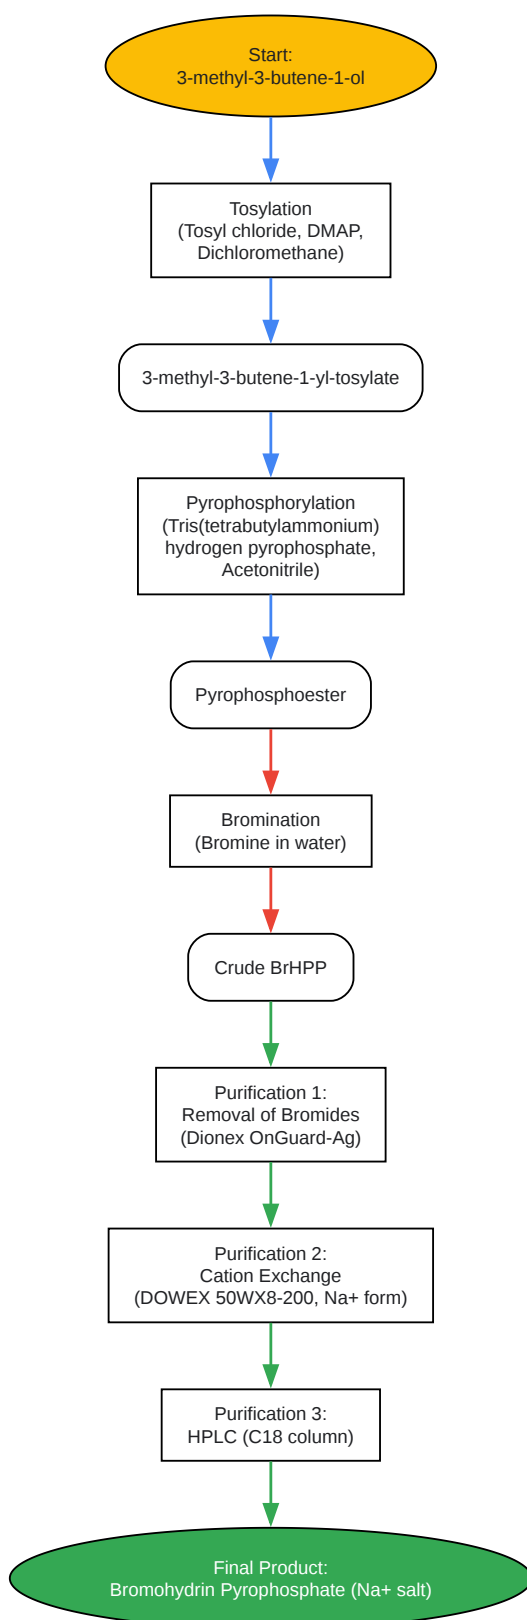 Start:
3-methyl-3-butene-1-ol
Tosylation
(Tosyl chloride, DMAP,
Dichloromethane)
3-methyl-3-butene-1-yl-tosylate
Pyrophosphorylation
(Tris(tetrabutylammonium)
hydrogen pyrophosphate,
Acetonitrile)
Pyrophosphoester
Bromination
(Bromine in water)
Crude BrHPP
Purification 1:
Removal of Bromides
(Dionex OnGuard-Ag)
Purification 2:
Cation Exchange
(DOWEX 50WX8-200, Na+ form)
Purification 3:
HPLC (C18 column)
Final Product:
Bromohydrin Pyrophosphate (Na+ salt)